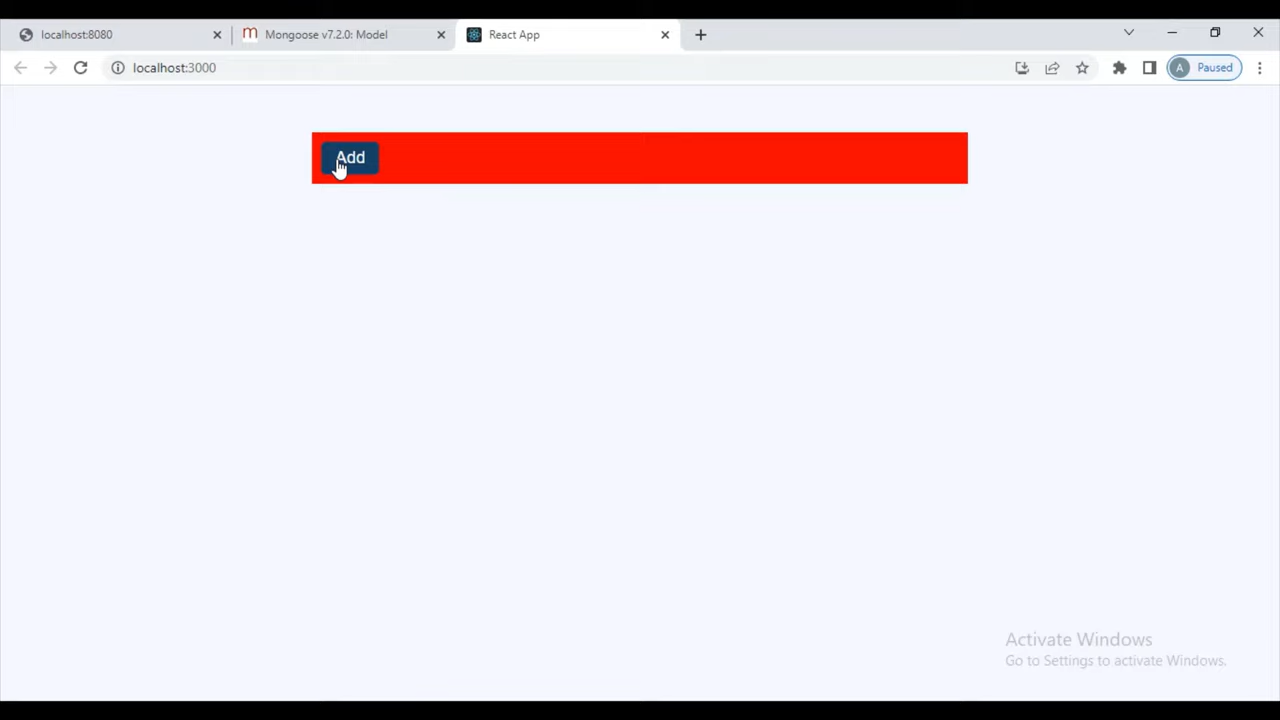 localhost:8080
Mongoose v7.2.0: Model
React App
localhost:3000
A
Paused
Add
Activate Windows
Go to Settings to activate Windows.